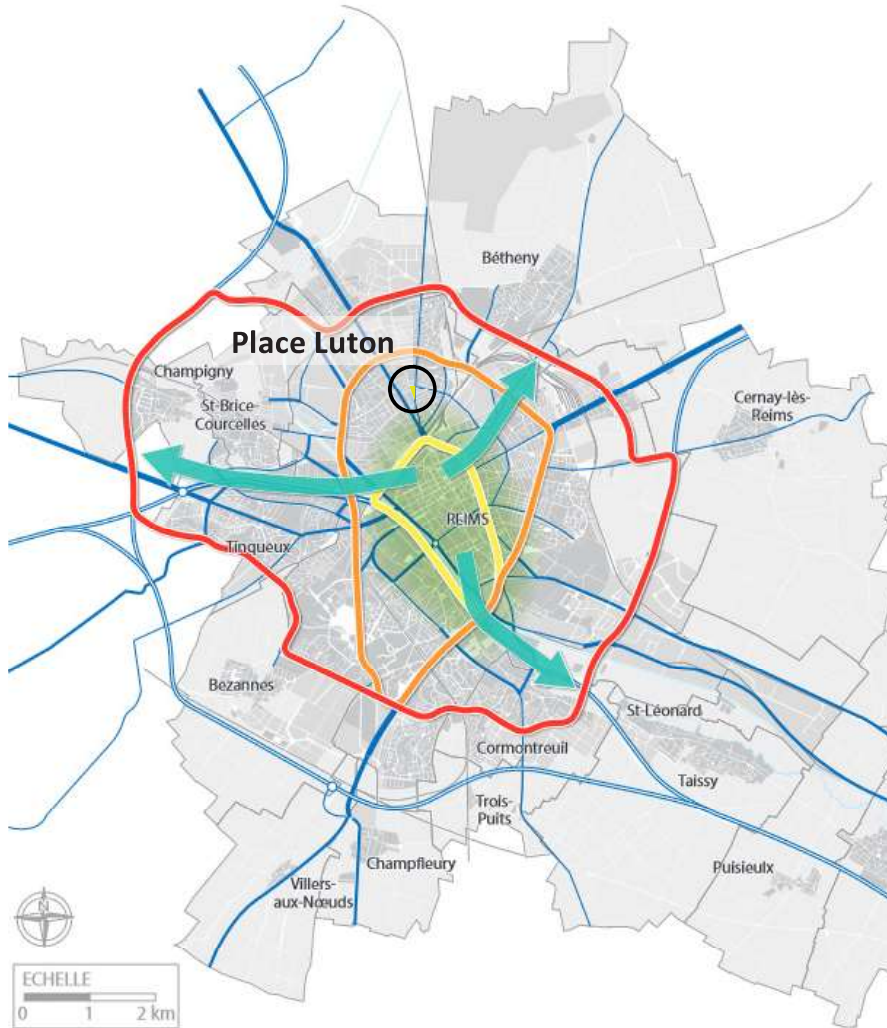 Bétheny
Place Luton
Champigny
St-Brice-
Courcelles
Cernay-lès-
Reims
REIMS
Tinqueux
Bezannes
St-Léonard
Cormontreuil
Taissy
Trois-
Puits
Champfleury
Puisieulx
Villers-
aux-Nœuds
N
ECHELLE
0 1 2 km